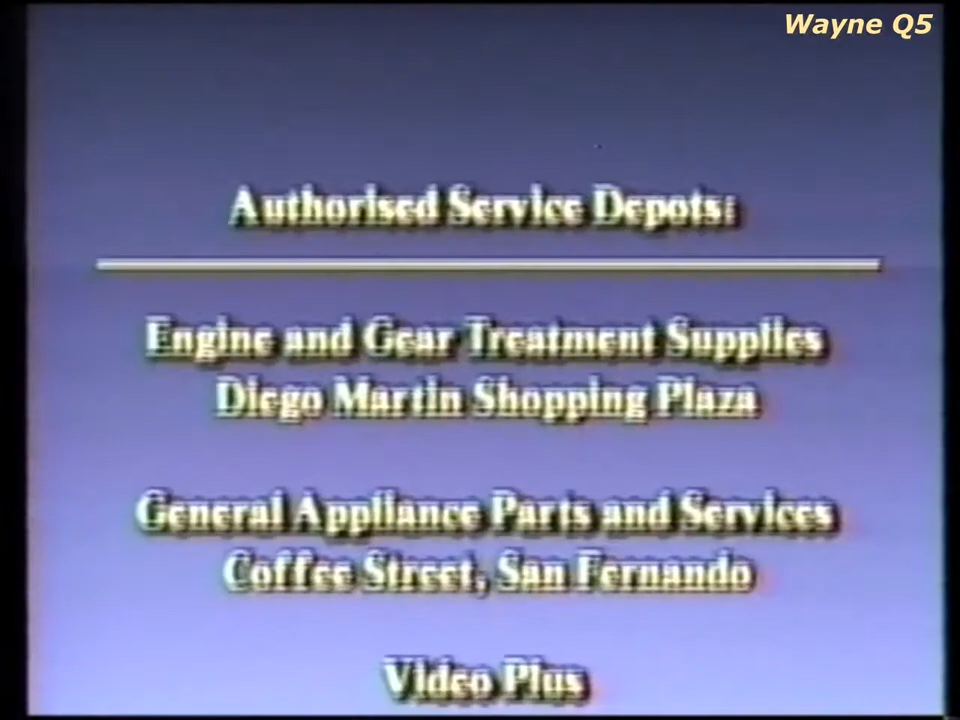 Wayne Q5
Authorised Service Depots:
Engine and Gear Treatment Supplies
Diego Martin Shopping Plaza
General Appliance Parts and Services
Coffee Street, San Fernando
Video Plus